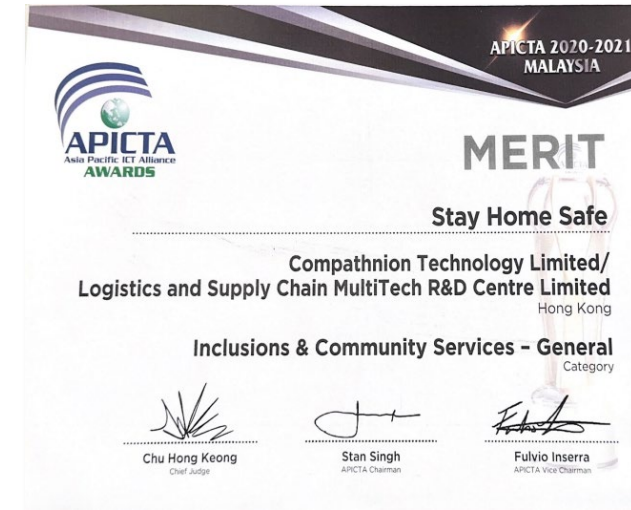 APICTA 2020-2021
MALAYSIA
APICTA
Asia Pacific ICT Alliance
AWARDS
MERIT
Stay Home Safe
Compathnion Technology Limited/
Logistics and Supply Chain MultiTech R&D Centre Limited
Hong Kong
Inclusions & Community Services – General
Category
Chu Hong Keong
Chief Judge
Stan Singh
APICTA Chairman
Fulvio Inserra
APICTA Vice Chairman